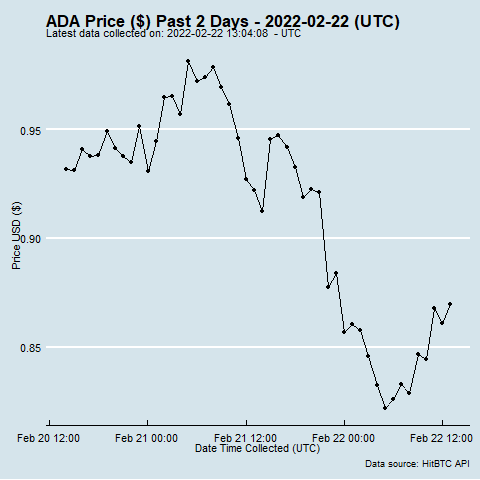 ADA Price ($) Past 2 Days - 2022-02-22 (UTC)
Latest data collected on: 2022-02-22 13:04:08 - UTC
0.95
0.90
0.85
Price USD ($)
Feb 20 12:00 Feb 21 00:00 Feb 21 12:00 Feb 22 00:00 Feb 22 12:00
Date Time Collected (UTC)
Data source: HitBTC API